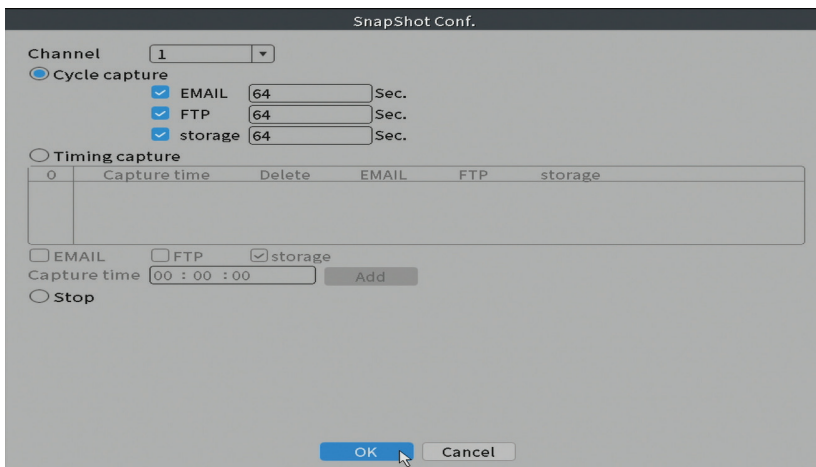 SnapShot Conf.
Channel 1
Cycle capture
EMAIL 64 Sec.
FTP 64 Sec.
storage 64 Sec.
Timing capture
0 Capture time Delete EMAIL FTP storage
EMAIL FTP storage
Capture time 00 : 00 : 00 Add
Stop
OK Cancel